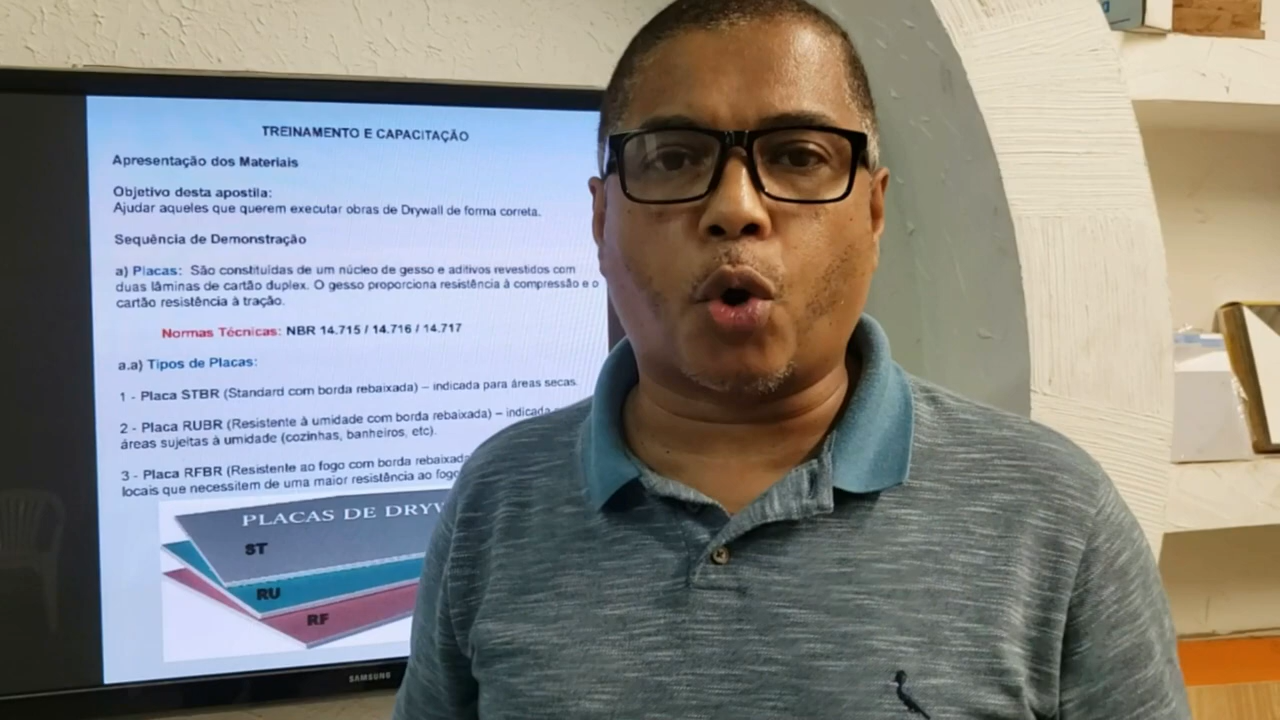 TREINAMENTO E CAPACITAÇÃO
Apresentação dos Materiais
Objetivo desta apostila:
Ajudar aqueles que querem executar obras de Drywall de forma correta.
Sequência de Demonstração
a) Placas: São constituídas de um núcleo de gesso e aditivos revestidos com
duas lâminas de cartão duplex. O gesso proporciona resistência à compressão e o
cartão resistência à tração.
Normas Técnicas: NBR 14.715 / 14.716 / 14.717
a.a) Tipos de Placas:
1 - Placa STBR (Standard com borda rebaixada) – indicada para áreas secas.
2 - Placa RUBR (Resistente à umidade com borda rebaixada) – indicada
áreas sujeitas à umidade (cozinhas, banheiros, etc).
3 - Placa RFBR (Resistente ao fogo com borda rebaixada
locais que necessitem de uma maior resistência ao fogo
PLACAS DE DRYW
ST
RU
RF
SAMSUNG